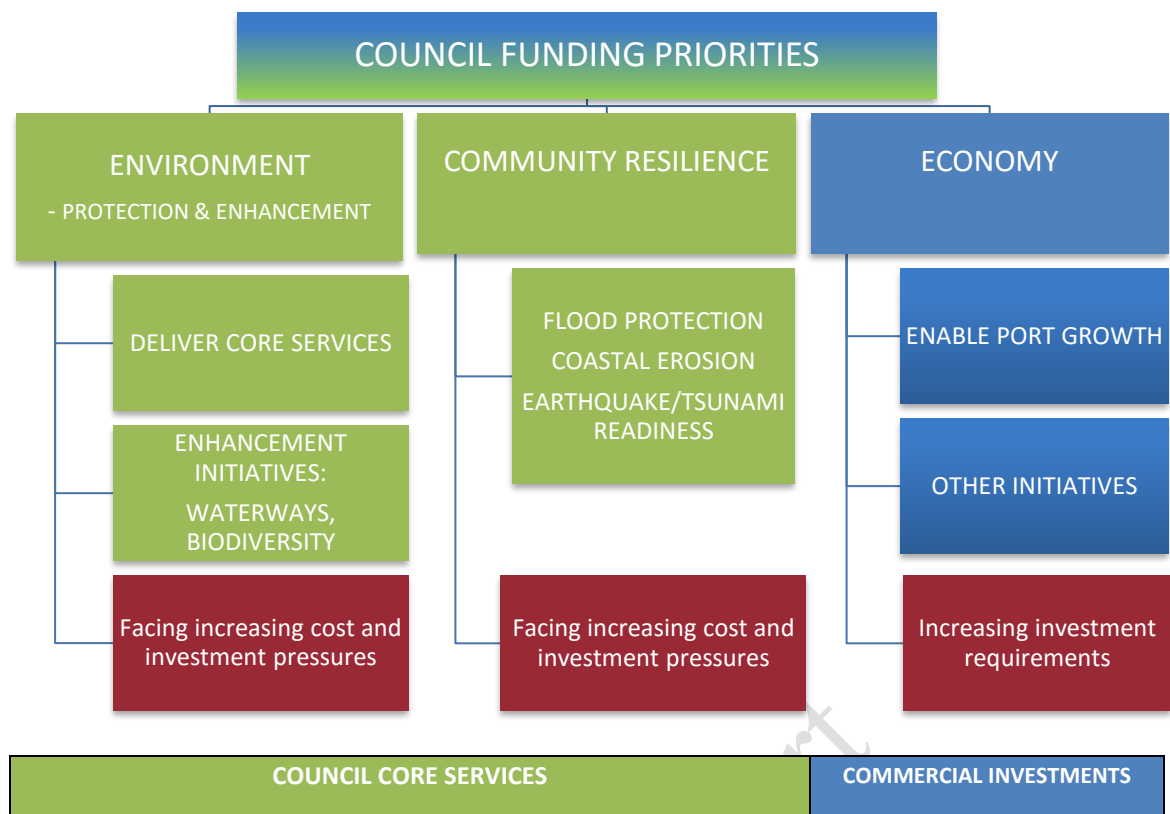 COUNCIL FUNDING PRIORITIES
ENVIRONMENT
- PROTECTION & ENHANCEMENT
DELIVER CORE SERVICES
ENHANCEMENT
INITIATIVES:
WATERWAYS,
BIODIVERSITY
Facing increasing cost and
investment pressures
COMMUNITY RESILIENCE
FLOOD PROTECTION
COASTAL EROSION
EARTHQUAKE/TSUNAMI
READINESS
Facing increasing cost and
investment pressures
ECONOMY
ENABLE PORT GROWTH
OTHER INITIATIVES
Increasing investment
requirements
COUNCIL CORE SERVICES
COMMERCIAL INVESTMENTS